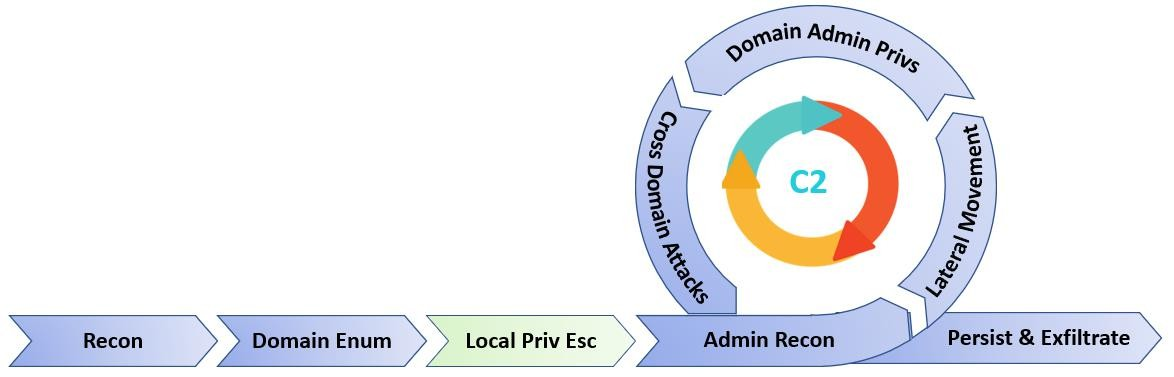 Recon
Domain Enum
Local Priv Esc
Admin Recon
Lateral Movement
Domain Admin Privs
Cross Domain Attacks
C2
Persist & Exfiltrate